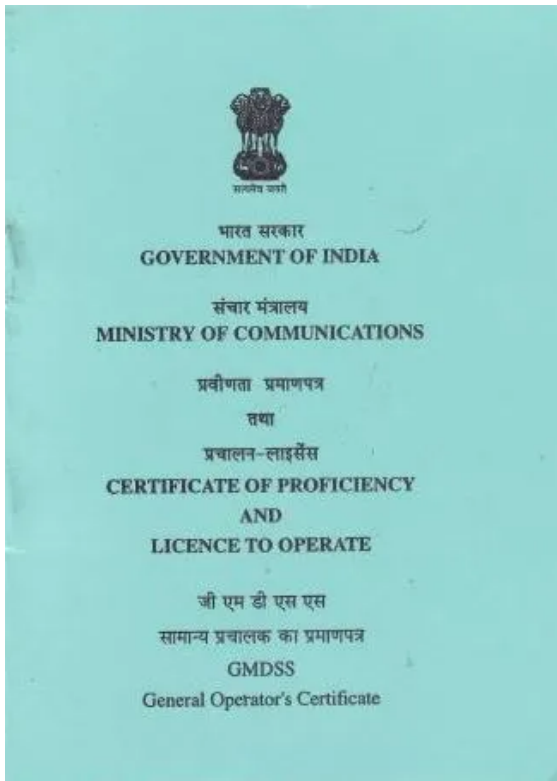 सत्यमेव जयते
भारत सरकार
GOVERNMENT OF INDIA
संचार मंत्रालय
MINISTRY OF COMMUNICATIONS
प्रवीणता प्रमाणपत्र
तथा
प्रचालन-लाइसेंस
CERTIFICATE OF PROFICIENCY
AND
LICENCE TO OPERATE
जी एम डी एस एस
सामान्य प्रचालक का प्रमाणपत्र
GMDSS
General Operator's Certificate